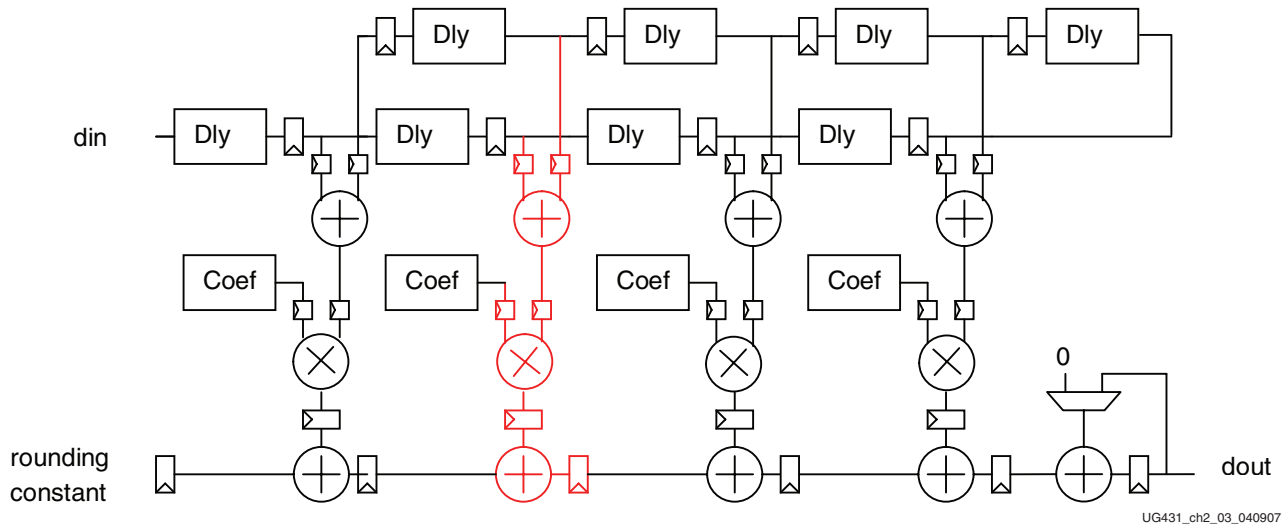 Dly Dly Dly Dly
din Dly Dly Dly Dly
Coef Coef Coef Coef
0
rounding
constant
dout
UG431_ch2_03_040907